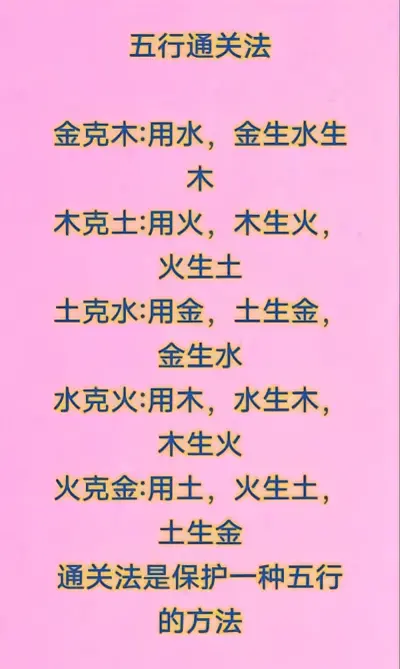 五行通关法
金克木:用水，金生水生
木
木克土:用火，木生火，
火生土
土克水:用金，土生金，
金生水
水克火:用木，水生木，
木生火
火克金:用土，火生土，
土生金
通关法是保护一种五行
的方法